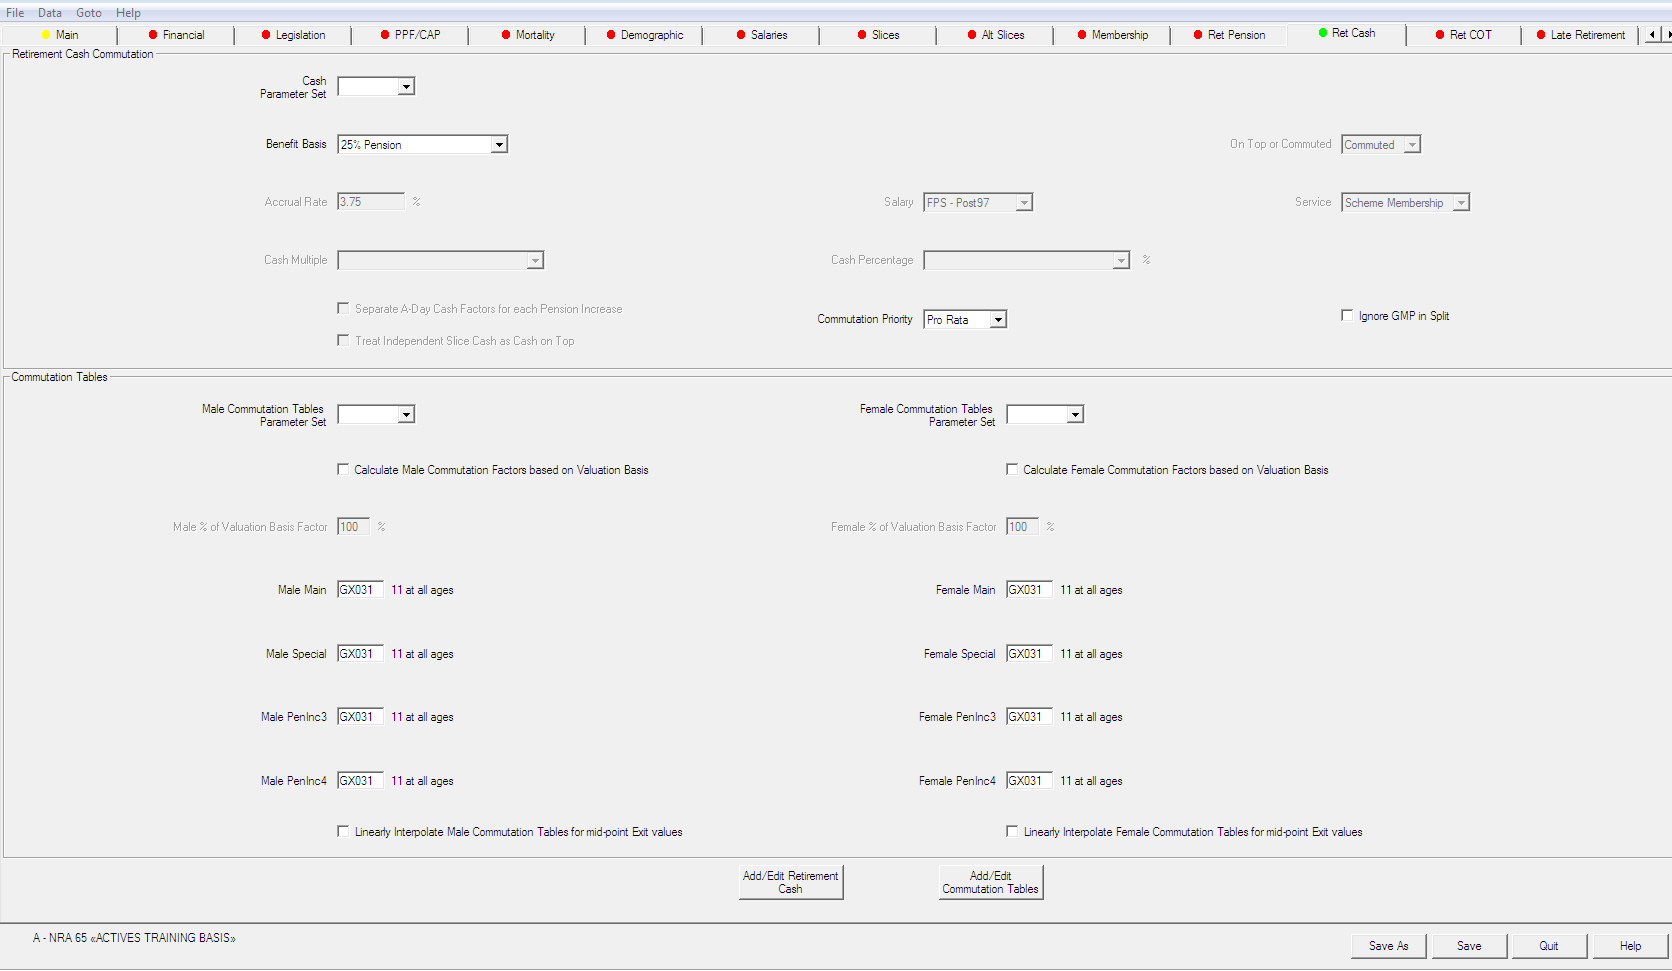 File Data Goto Help
Main Financial Legislation PPF/CAP Mortality Demographic Salaries Slices Alt Slices Membership Ret Pension Ret Cash Ret COT Late Retirement
Retirement Cash Commutation
Cash
Parameter Set
Benefit Basis 25% Pension On Top or Commuted Commuted
Accrual Rate 3.75 % Salary FPS - Post97 Service Scheme Membership
Cash Multiple Cash Percentage %
Separate A-Day Cash Factors for each Pension Increase
Commutation Priority Pro Rata Ignore GMP in Split
Treat Independent Slice Cash as Cash on Top
Commutation Tables
Male Commutation Tables Female Commutation Tables
Parameter Set Parameter Set
Calculate Male Commutation Factors based on Valuation Basis Calculate Female Commutation Factors based on Valuation Basis
Male % of Valuation Basis Factor 100 % Female % of Valuation Basis Factor 100 %
Male Main GX031 11 at all ages Female Main GX031 11 at all ages
Male Special GX031 11 at all ages Female Special GX031 11 at all ages
Male PenInc3 GX031 11 at all ages Female PenInc3 GX031 11 at all ages
Male PenInc4 GX031 11 at all ages Female PenInc4 GX031 11 at all ages
Linearly Interpolate Male Commutation Tables for mid-point Exit values Linearly Interpolate Female Commutation Tables for mid-point Exit values
Add/Edit Retirement Add/Edit
Cash Commutation Tables
A - NRA 65 «ACTIVES TRAINING BASIS»
Save As Save Quit Help